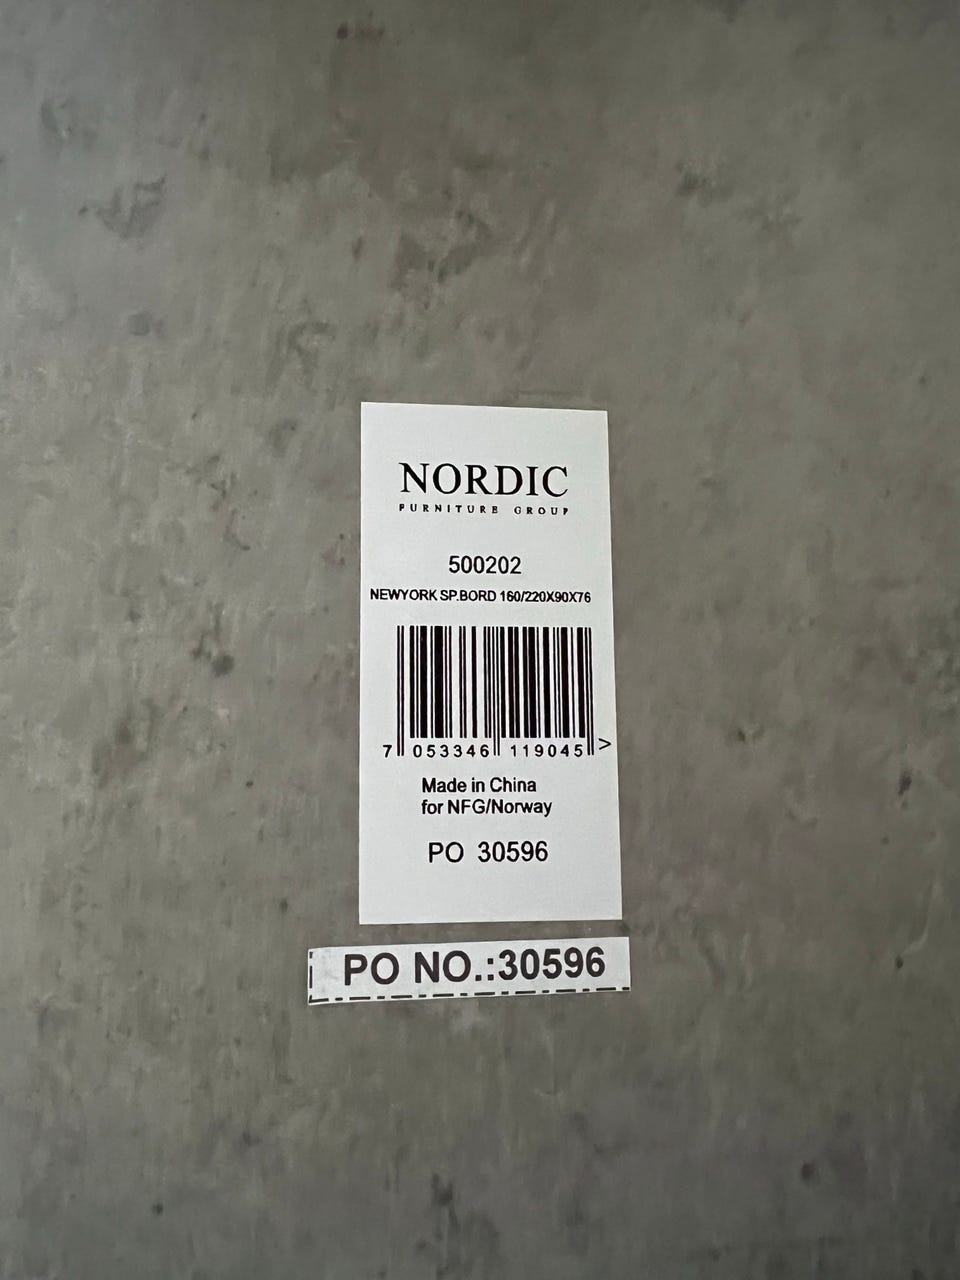 NORDIC
FURNITURE GROUP
500202
NEWYORK SP.BORD 160/220X90X76
7 053346 119045 >
Made in China
for NFG/Norway
PO 30596
PO NO.:30596